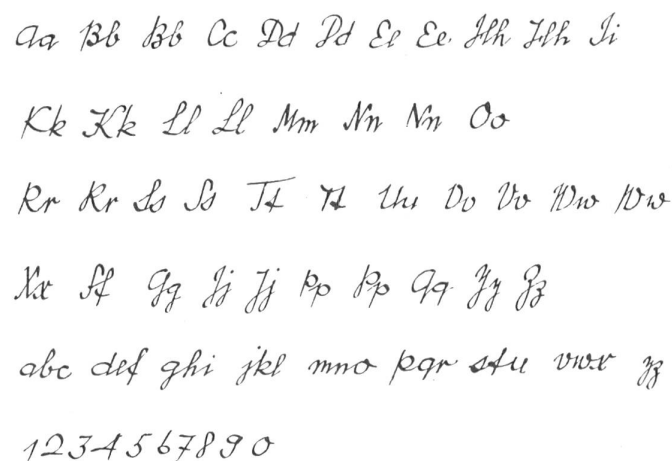 Aa Bb Bb Cc Dd Dd Ee Ee Hh Hh Ii
Kk Kk Ll Ll Mm Nn Nn Oo
Rr Rr Ss Ss Tt Tt Uu Vv Vv Ww Ww
Xx Ff Gg Jj Jj Pp Pp Qq Yy Zz
abc def ghi jkl mno pqr stu vwx yz
1234567890